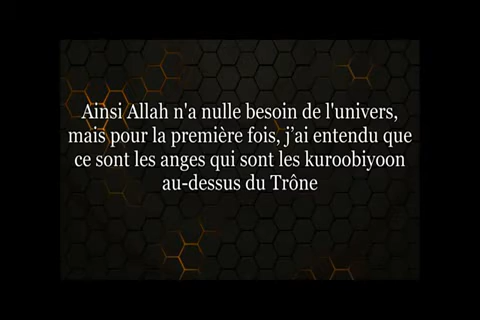 Ainsi Allah n'a nulle besoin de l'univers,
mais pour la première fois, j’ai entendu que
ce sont les anges qui sont les kuroobiyoon
au-dessus du Trône